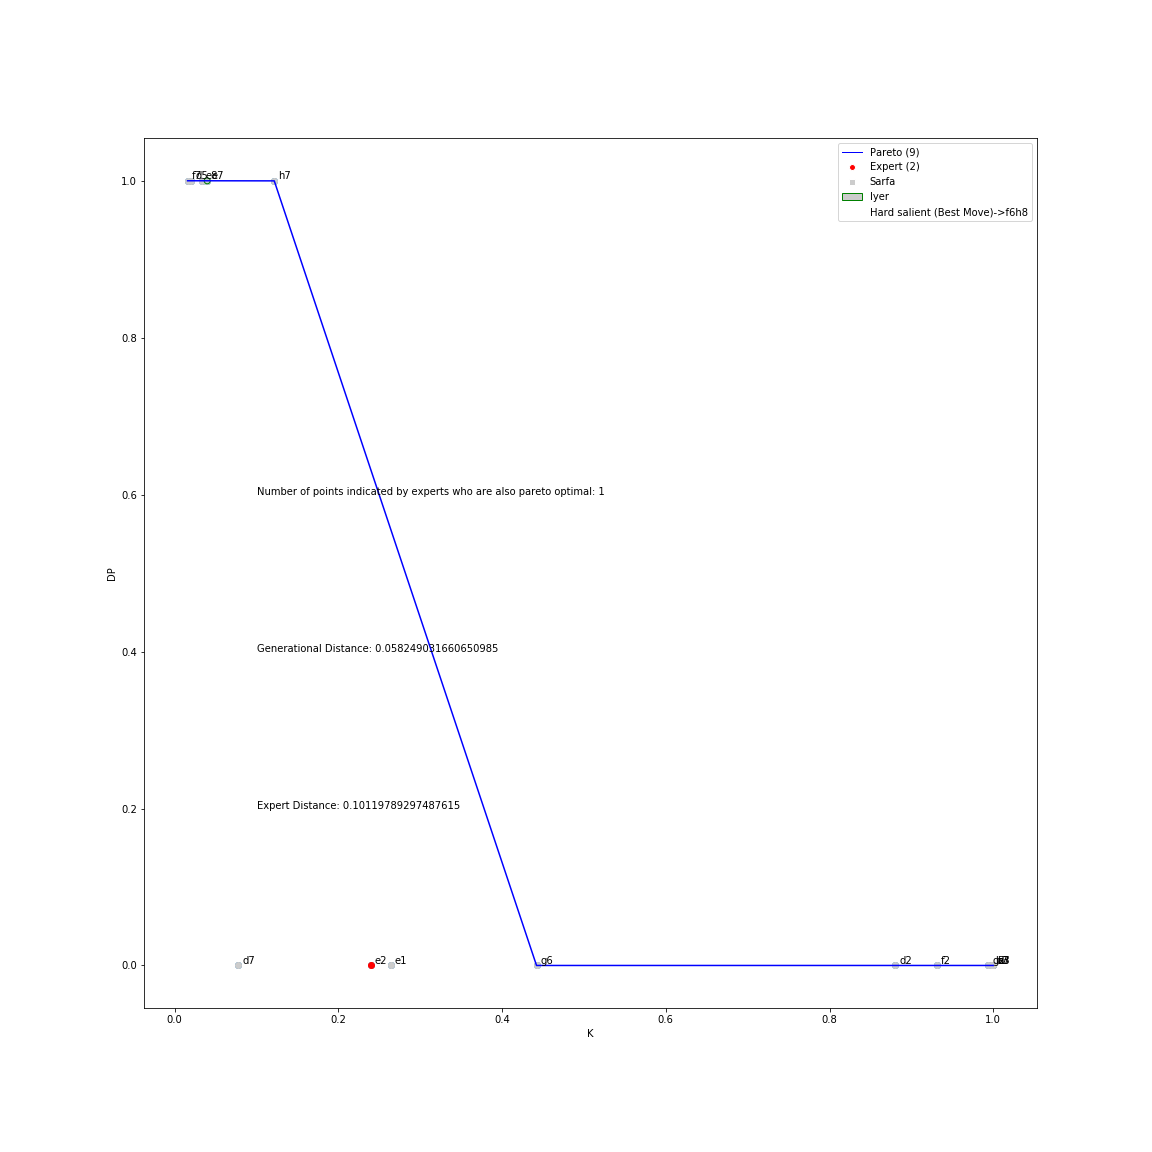 Pareto (9)
Expert (2)
Sarfa
Iyer
Hard salient (Best Move)->f6h8
h7
1.0
0.8
Number of points indicated by experts who are also pareto optimal: 1
0.6
DP
Generational Distance: 0.058249031660650985
0.4
Expert Distance: 0.10119789297487615
0.2
d7
e2
e1
g6
d2
f2
0.0
0.0
0.2
0.4
0.6
0.8
1.0
K